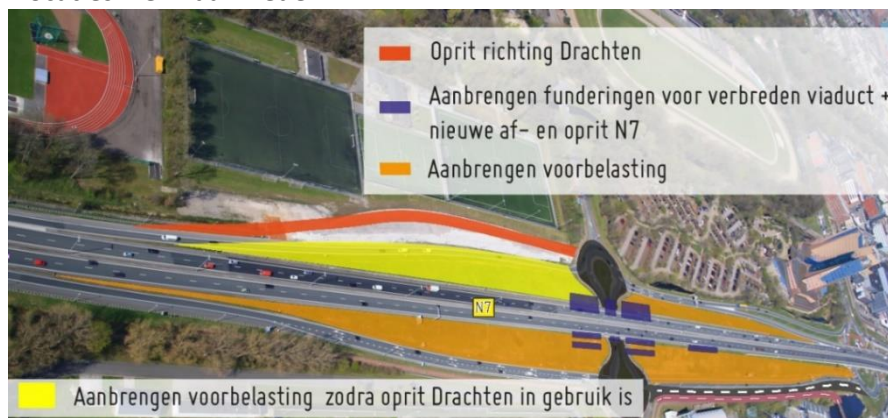 Oprit richting Drachten
Aanbrengen funderingen voor verbreden viaduct +
nieuwe af- en oprit N7
Aanbrengen voorbelasting
N7
Aanbrengen voorbelasting zodra oprit Drachten in gebruik is